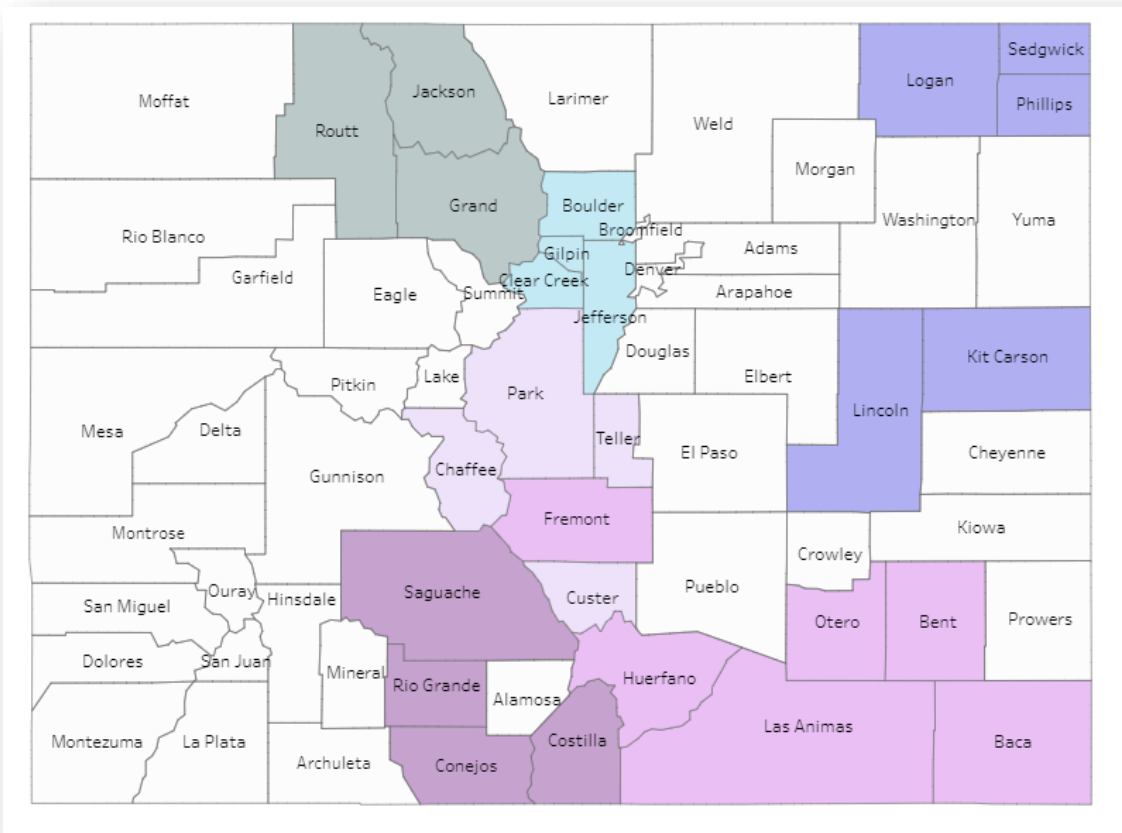 Sedgwick
Logan
Jackson
Larimer
Moffat
Phillips
Weld
Routt
Morgan
Grand
Boulder
Washington
Yuma
Broomfield
Rio Blanco
Adams
Gilpin
Denver
Garfield
Clear Creek
Eagle
Summit
Arapahoe
Jefferson
Douglas
Kit Carson
Lake
Elbert
Pitkin
Park
Lincoln
Mesa
Delta
Teller
El Paso
Cheyenne
Chaffee
Gunnison
Fremont
Kiowa
Montrose
Crowley
Pueblo
Ouray
Saguache
Hinsdale
Custer
San Miguel
Otero
Bent
Prowers
Dolores
San Juan
Mineral
Huerfano
Rio Grande
Alamosa
Las Animas
Montezuma
La Plata
Costilla
Baca
Archuleta
Conejos